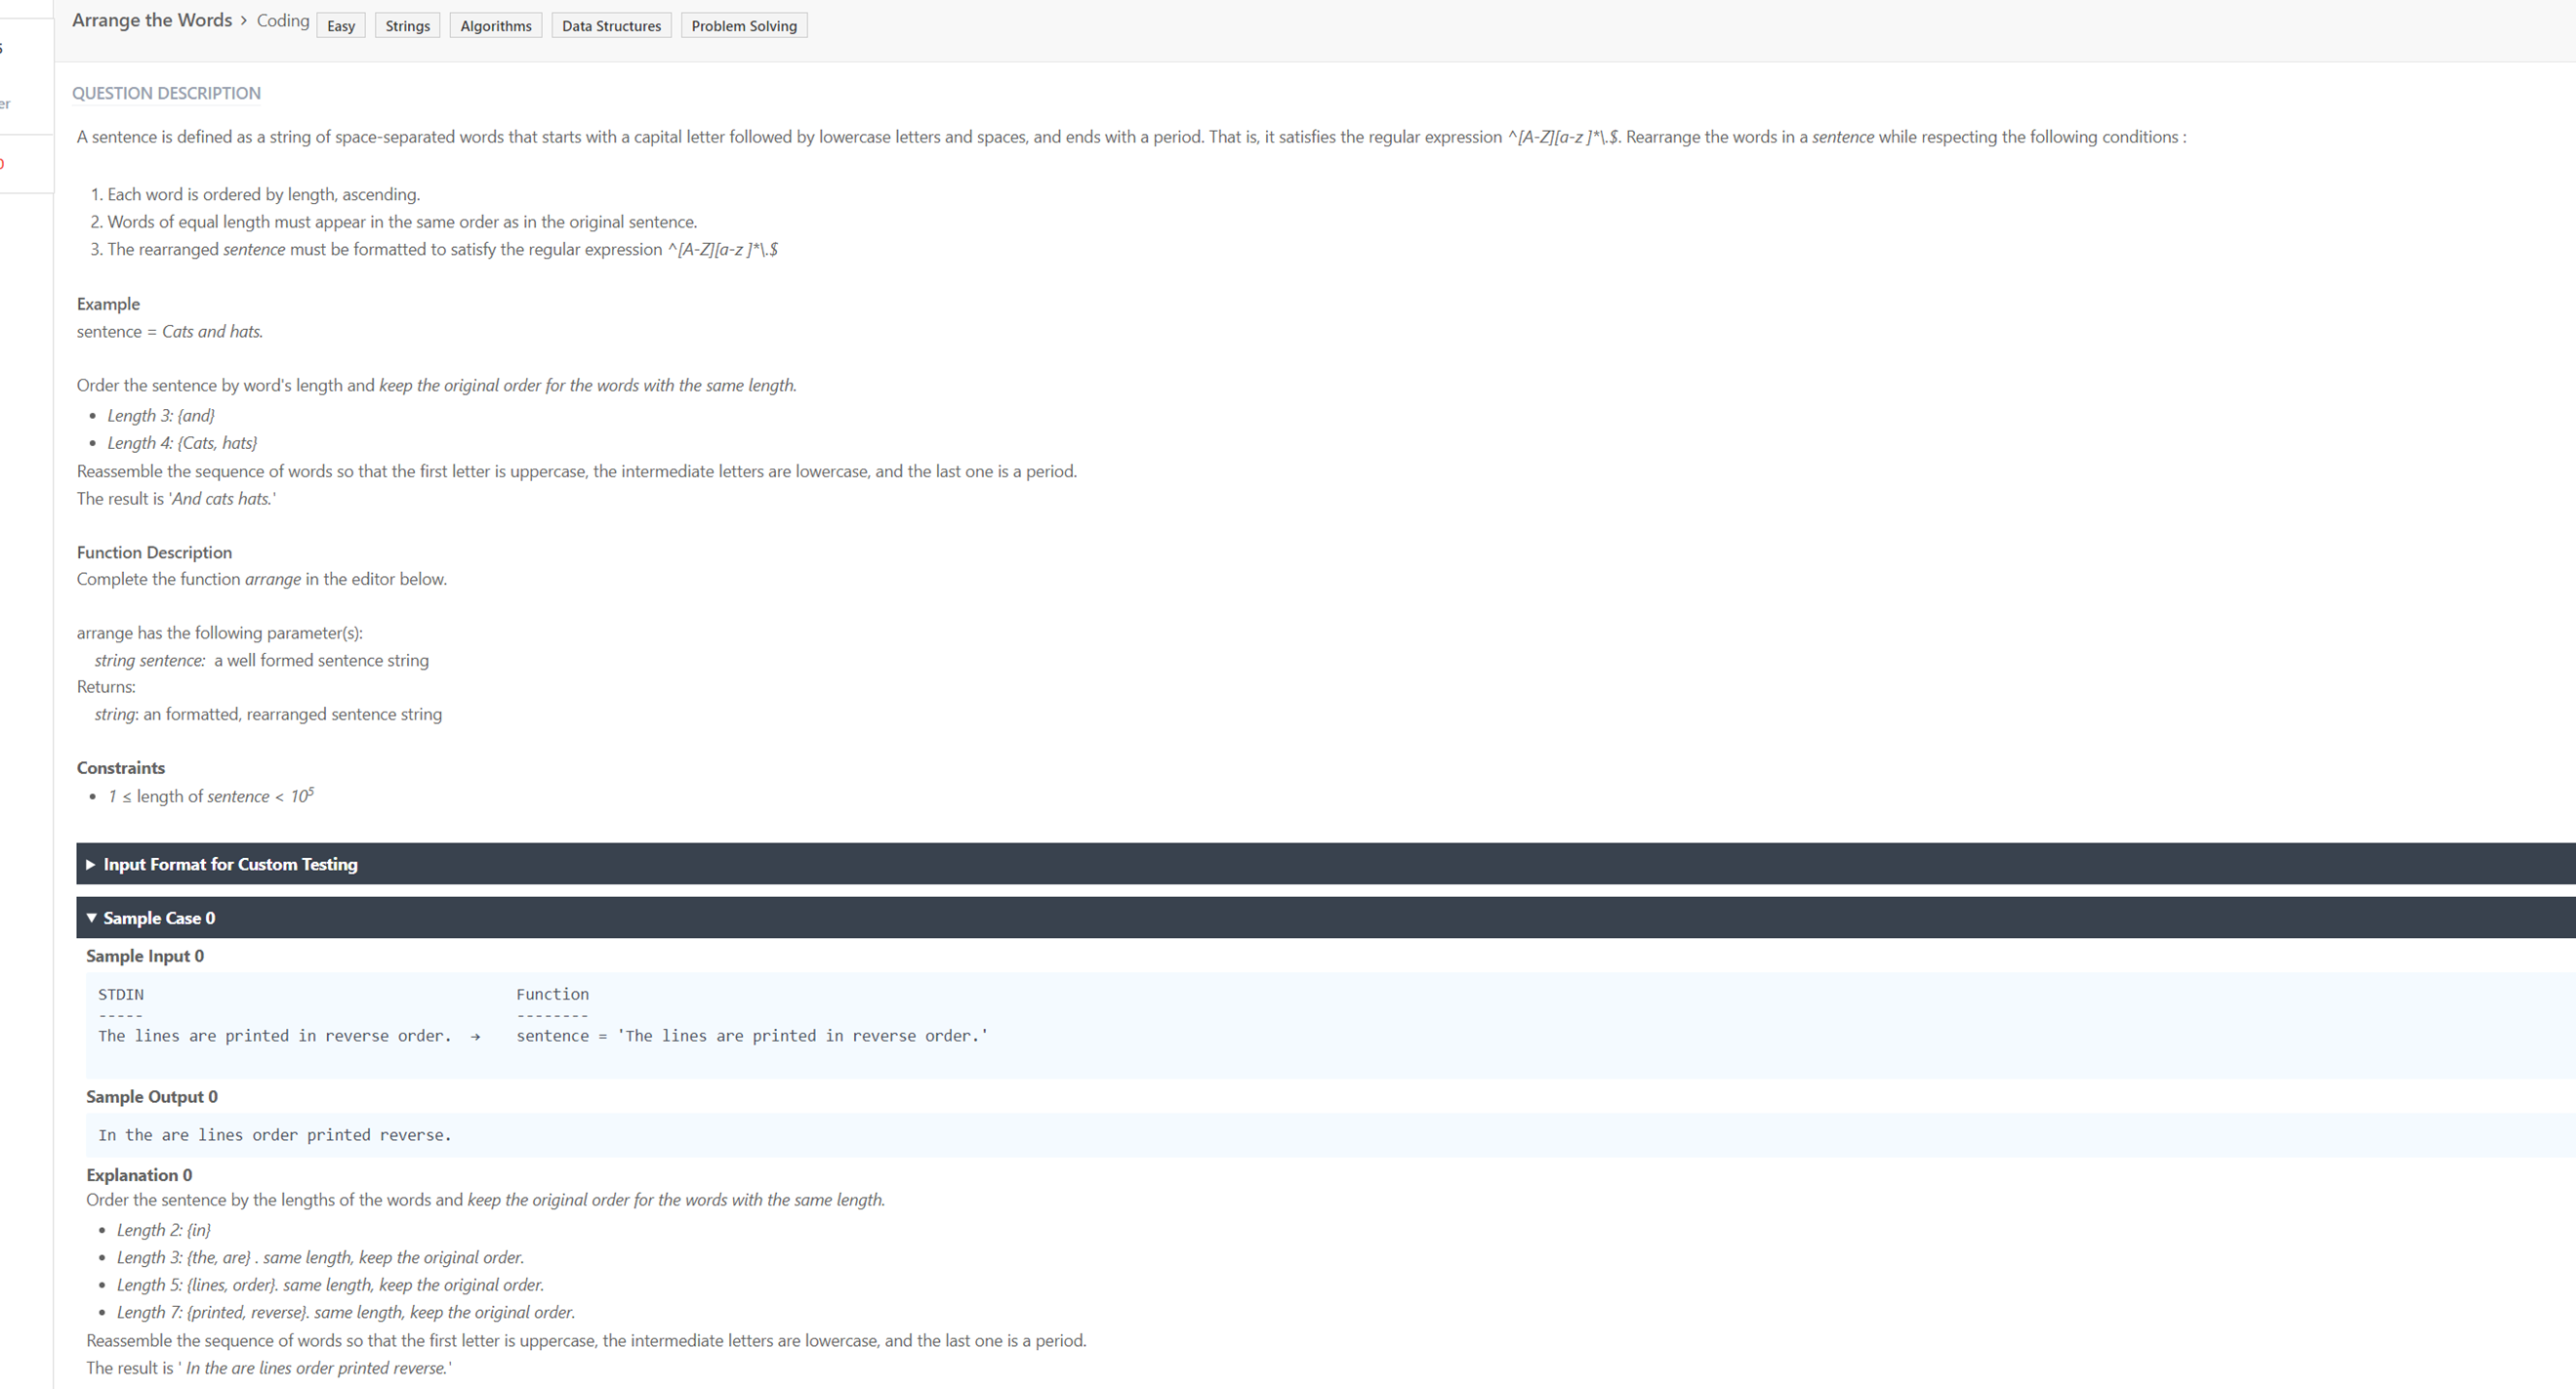 Arrange the Words › Coding Easy Strings Algorithms Data Structures Problem Solving
er
QUESTION DESCRIPTION
A sentence is defined as a string of space-separated words that starts with a capital letter followed by lowercase letters and spaces, and ends with a period. That is, it satisfies the regular expression ^[A-Z][a-z ]*\.$. Rearrange the words in a sentence while respecting the following conditions :
1. Each word is ordered by length, ascending.
2. Words of equal length must appear in the same order as in the original sentence.
3. The rearranged sentence must be formatted to satisfy the regular expression ^[A-Z][a-z ]*\.$
Example
sentence = Cats and hats.
Order the sentence by word's length and keep the original order for the words with the same length.
• Length 3: {and}
• Length 4: {Cats, hats}
Reassemble the sequence of words so that the first letter is uppercase, the intermediate letters are lowercase, and the last one is a period.
The result is 'And cats hats.'
Function Description
Complete the function arrange in the editor below.
arrange has the following parameter(s):
string sentence:  a well formed sentence string
Returns:
string: an formatted, rearranged sentence string
Constraints
• 1 ≤ length of sentence < 10⁵
▶ Input Format for Custom Testing
▼ Sample Case 0
Sample Input 0
STDIN Function
----- --------
The lines are printed in reverse order. → sentence = 'The lines are printed in reverse order.'
Sample Output 0
In the are lines order printed reverse.
Explanation 0
Order the sentence by the lengths of the words and keep the original order for the words with the same length.
• Length 2: {in}
• Length 3: {the, are} . same length, keep the original order.
• Length 5: {lines, order}. same length, keep the original order.
• Length 7: {printed, reverse}. same length, keep the original order.
Reassemble the sequence of words so that the first letter is uppercase, the intermediate letters are lowercase, and the last one is a period.
The result is ' In the are lines order printed reverse.'